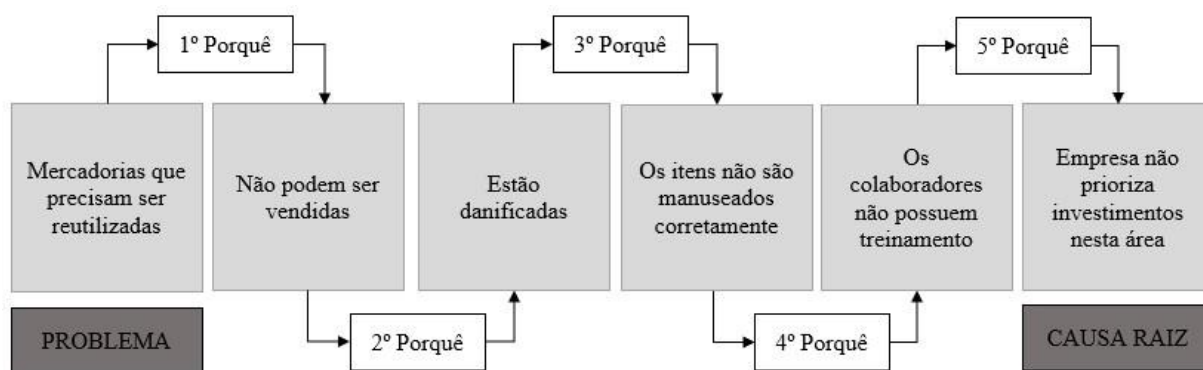 1º Porquê
3º Porquê
5º Porquê
Mercadorias que
precisam ser
reutilizadas
Não podem ser
vendidas
Estão
danificadas
Os itens não são
manuseados
corretamente
Os
colaboradores
não possuem
treinamento
Empresa não
prioriza
investimentos
nesta área
PROBLEMA
2º Porquê
4º Porquê
CAUSA RAIZ